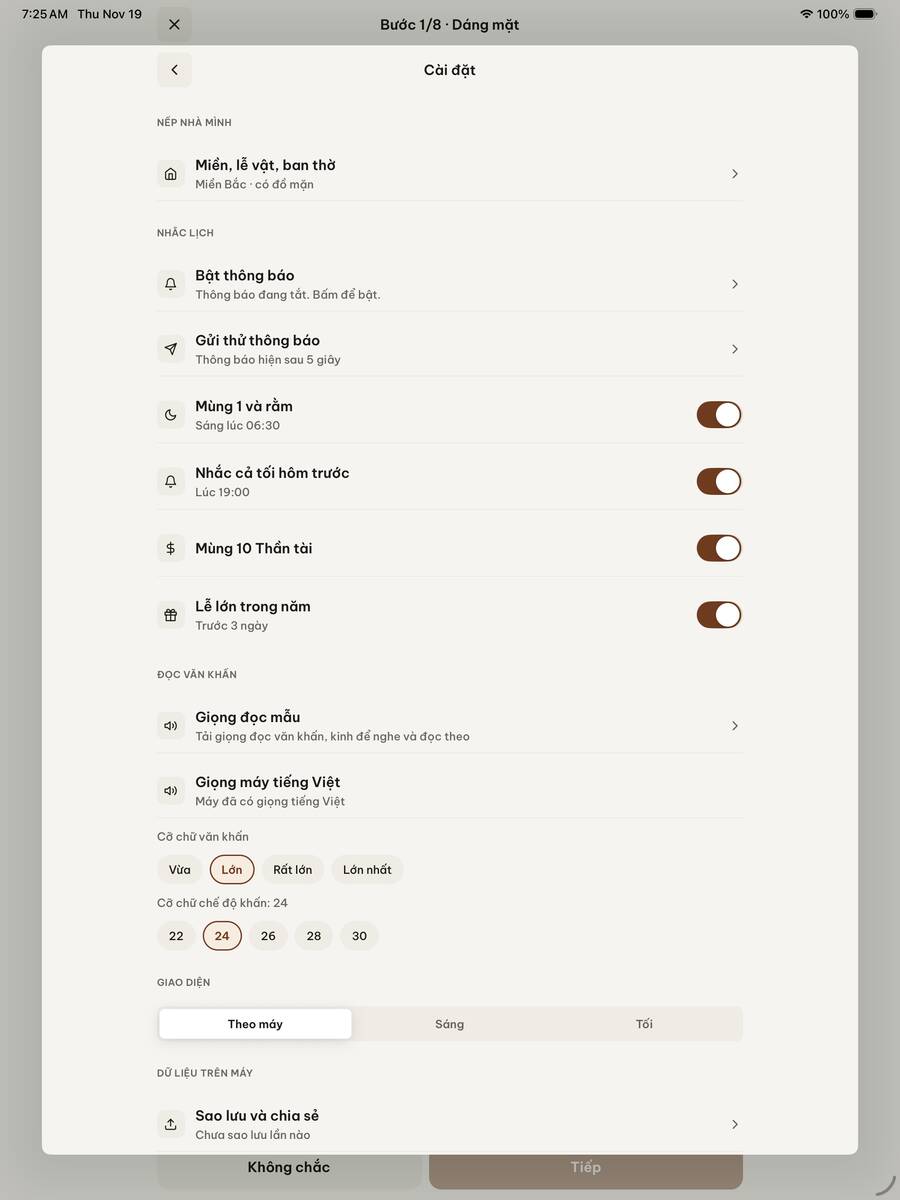 7:25 AM Thu Nov 19
100%
Bước 1/8 · Dáng mặt
Cài đặt
NẾP NHÀ MÌNH
Miền, lễ vật, ban thờ
Miền Bắc · có đồ mặn
NHẮC LỊCH
Bật thông báo
Thông báo đang tắt. Bấm để bật.
Gửi thử thông báo
Thông báo hiện sau 5 giây
Mùng 1 và rằm
Sáng lúc 06:30
Nhắc cả tối hôm trước
Lúc 19:00
Mùng 10 Thần tài
Lễ lớn trong năm
Trước 3 ngày
ĐỌC VĂN KHẤN
Giọng đọc mẫu
Tải giọng đọc văn khấn, kinh để nghe và đọc theo
Giọng máy tiếng Việt
Máy đã có giọng tiếng Việt
Cỡ chữ văn khấn
Vừa Lớn Rất lớn Lớn nhất
Cỡ chữ chế độ khấn: 24
22 24 26 28 30
GIAO DIỆN
Theo máy Sáng Tối
DỮ LIỆU TRÊN MÁY
Sao lưu và chia sẻ
Chưa sao lưu lần nào
Không chắc Tiếp